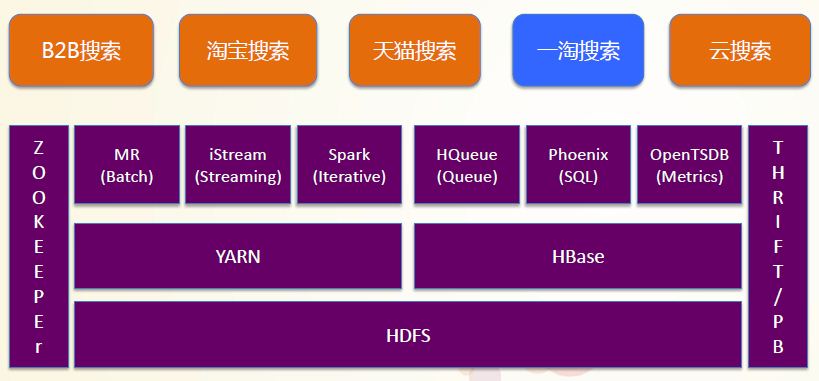 B2B搜索
淘宝搜索
天猫搜索
一淘搜索
云搜索
ZOOKEEPEr
MR
(Batch)
iStream
(Streaming)
Spark
(Iterative)
HQueue
(Queue)
Phoenix
(SQL)
OpenTSDB
(Metrics)
THRIFT/PB
YARN
HBase
HDFS